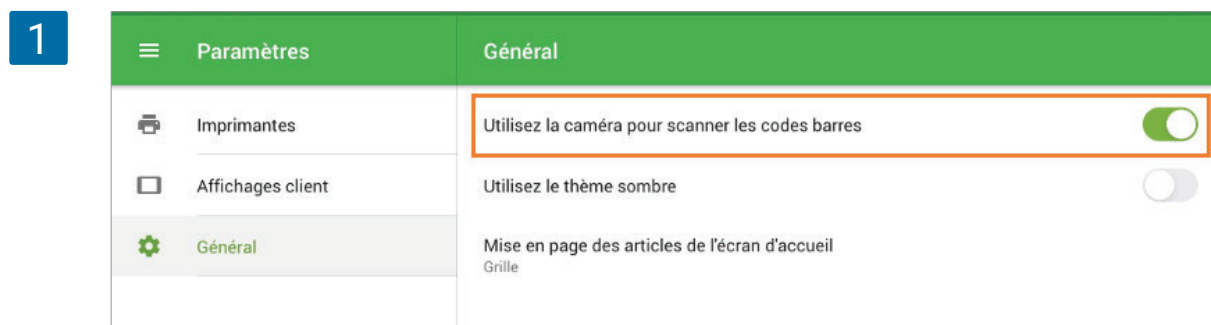 1
Paramètres
Général
Imprimantes
Utilisez la caméra pour scanner les codes barres
Affichages client
Utilisez le thème sombre
Général
Mise en page des articles de l'écran d'accueil
Grille